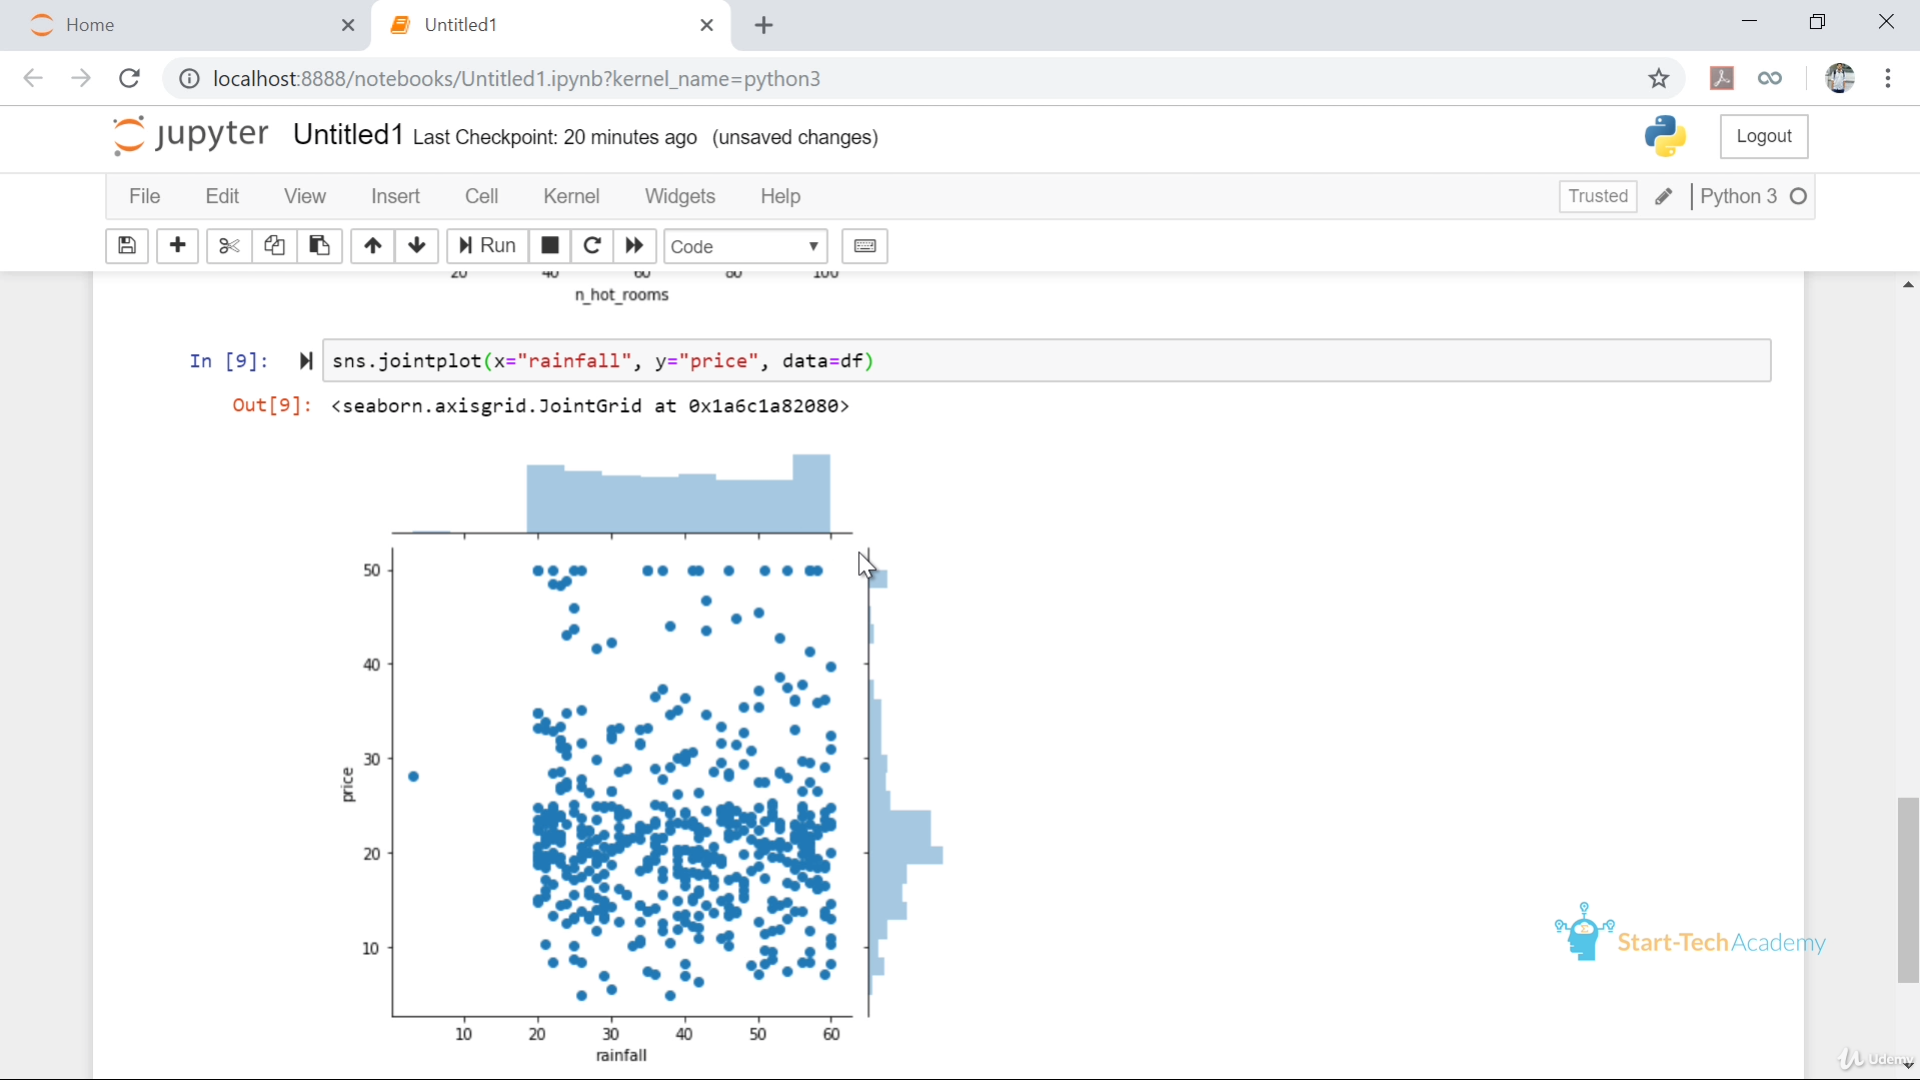 Home
Untitled1
localhost:8888/notebooks/Untitled1.ipynb?kernel_name=python3
jupyter Untitled1 Last Checkpoint: 20 minutes ago (unsaved changes)
Logout
File Edit View Insert Cell Kernel Widgets Help
Trusted Python 3
Run Code
20 40 60 80 100
n_hot_rooms
In [9]: sns.jointplot(x="rainfall", y="price", data=df)
Out[9]: <seaborn.axisgrid.JointGrid at 0x1a6c1a82080>
50
40
30
price
20
10
10 20 30 40 50 60
rainfall
Start-TechAcademy
Udemy